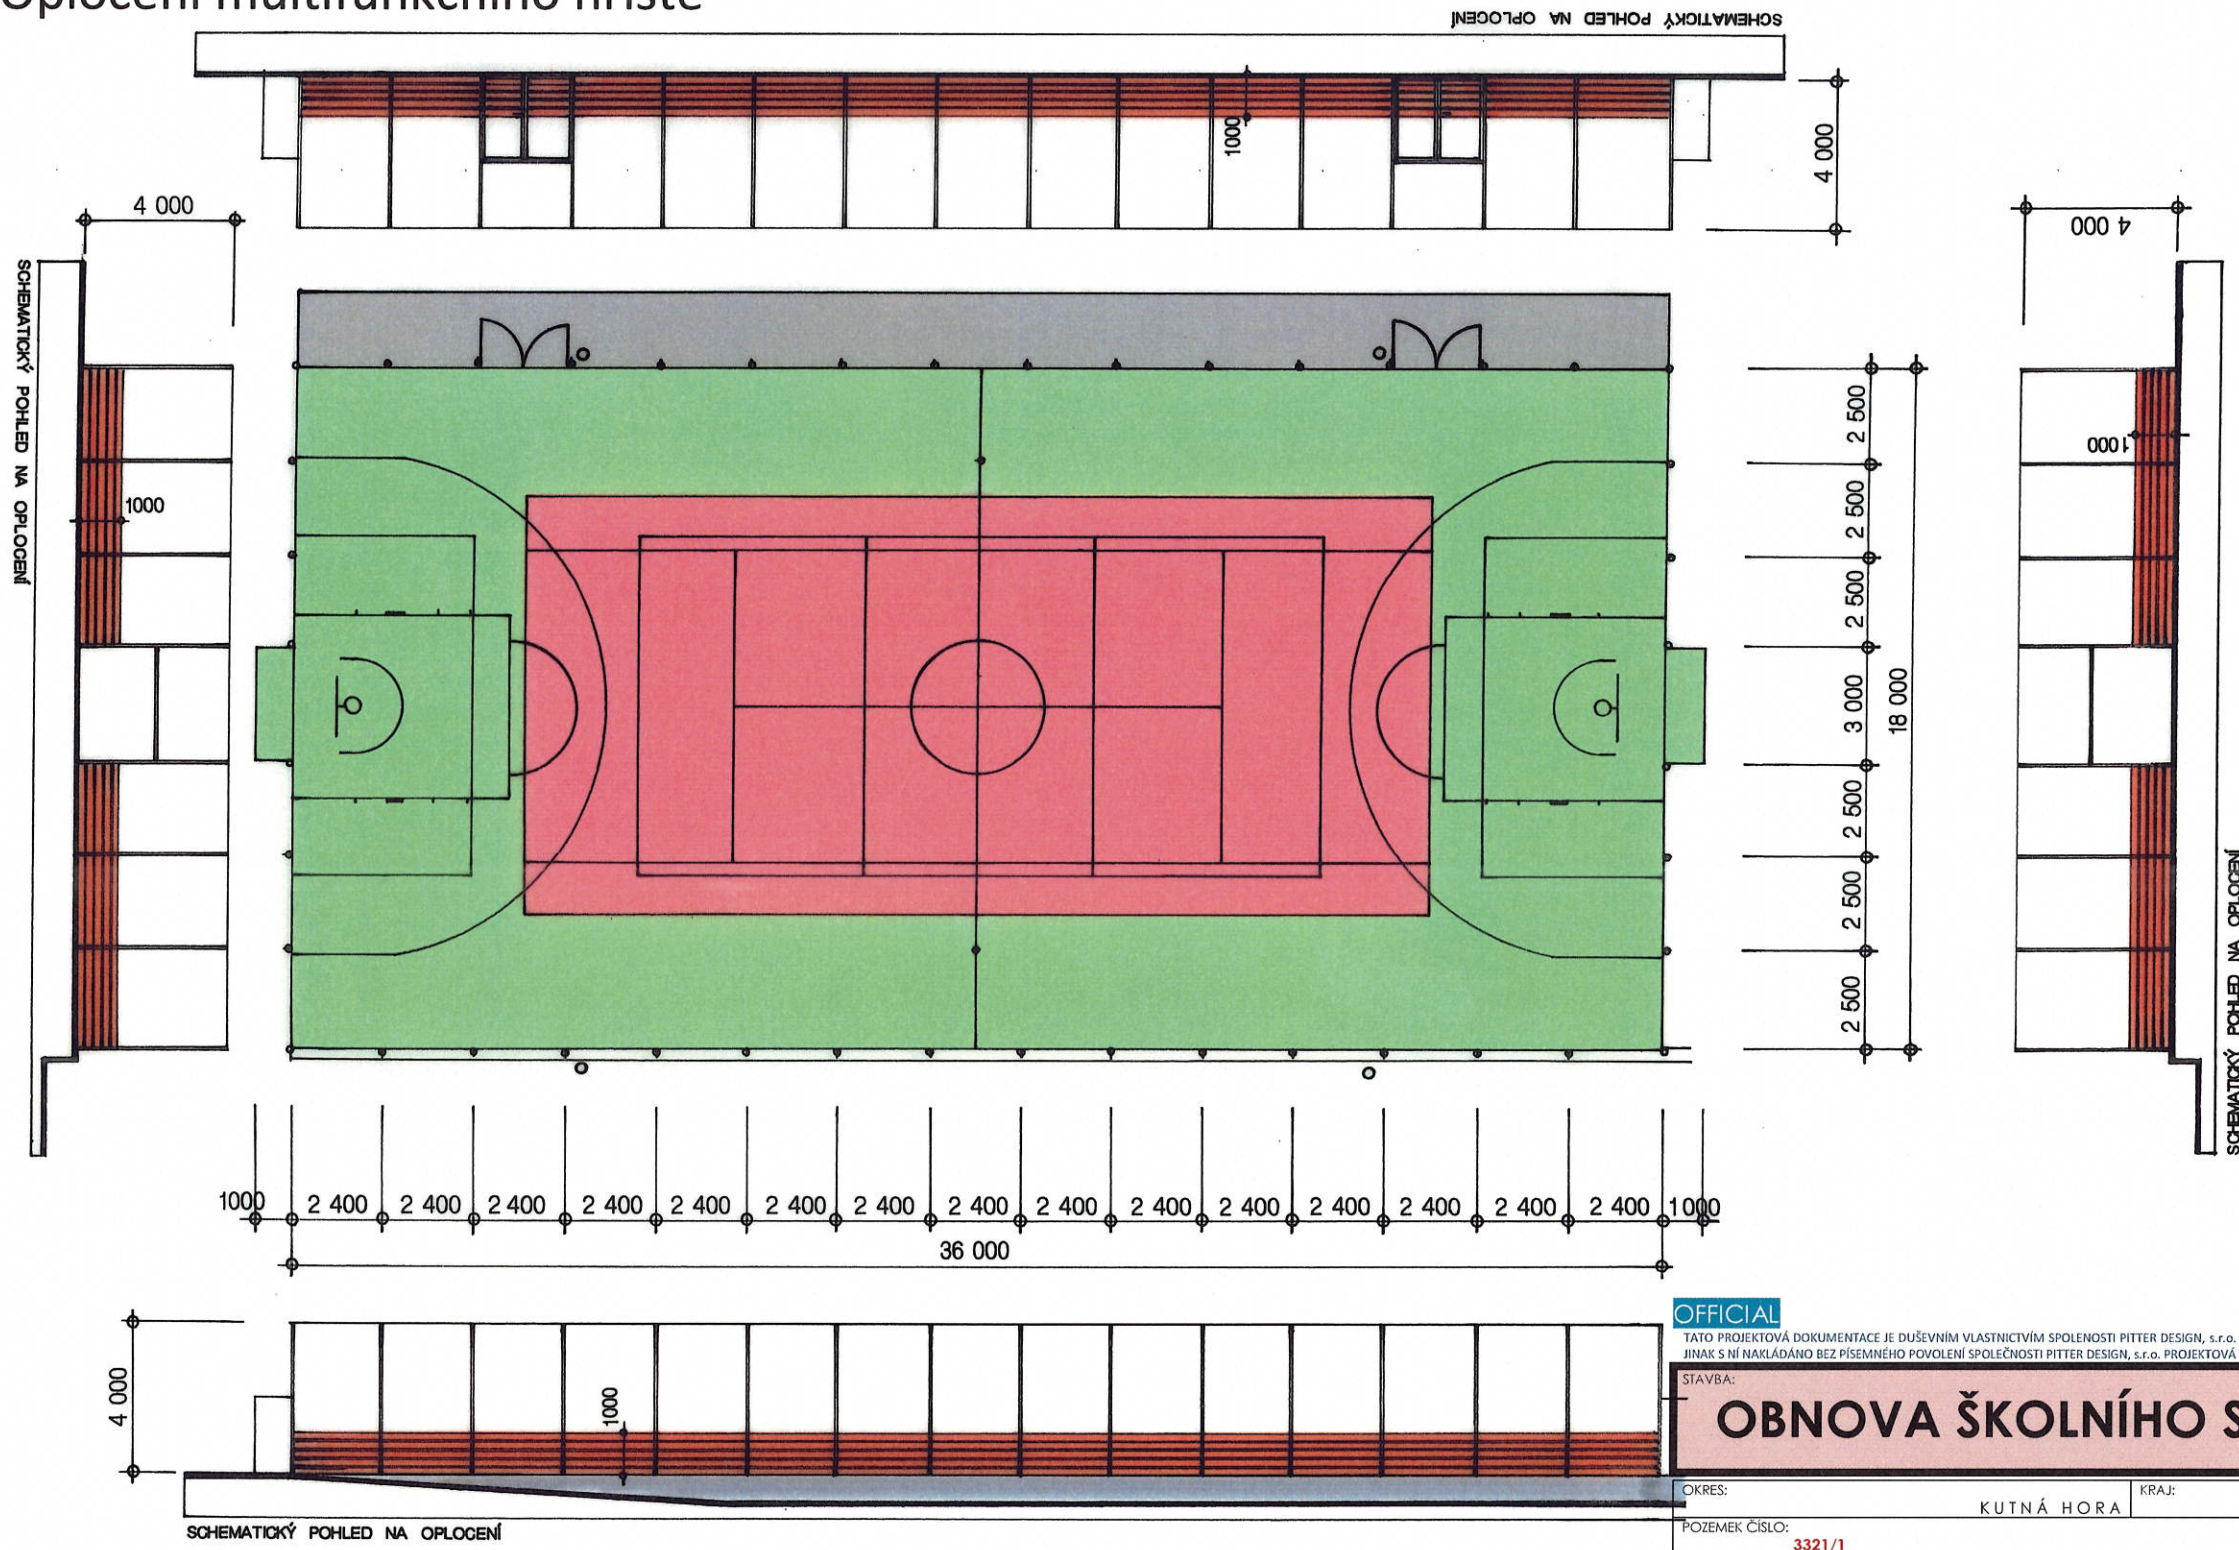 Oplocení multifunkčního hřiště
SCHEMATICKÝ POHLED NA OPLOCENÍ
1000
4 000
4 000
SCHEMATICKÝ POHLED NA OPLOCENÍ
1000
4 000
1000
SCHEMATICKÝ POHLED NA OPLOCENÍ
2 500
2 500
2 500
3 000
2 500
2 500
2 500
18 000
1000 2 400 2 400 2 400 2 400 2 400 2 400 2 400 2 400 2 400 2 400 2 400 2 400 2 400 2 400 2 400 1000
36 000
4 000
1000
SCHEMATICKÝ POHLED NA OPLOCENÍ
OFFICIAL
TATO PROJEKTOVÁ DOKUMENTACE JE DUŠEVNÍM VLASTNICTVÍM SPOLENOSTI PITTER DESIGN, s.r.o.
JINAK S NÍ NAKLÁDÁNO BEZ PÍSEMNÉHO POVOLENÍ SPOLEČNOSTI PITTER DESIGN, s.r.o. PROJEKTOVÁ
STAVBA:
OBNOVA ŠKOLNÍHO S
OKRES:
KUTNÁ HORA
KRAJ:
POZEMEK ČÍSLO:
3321/1